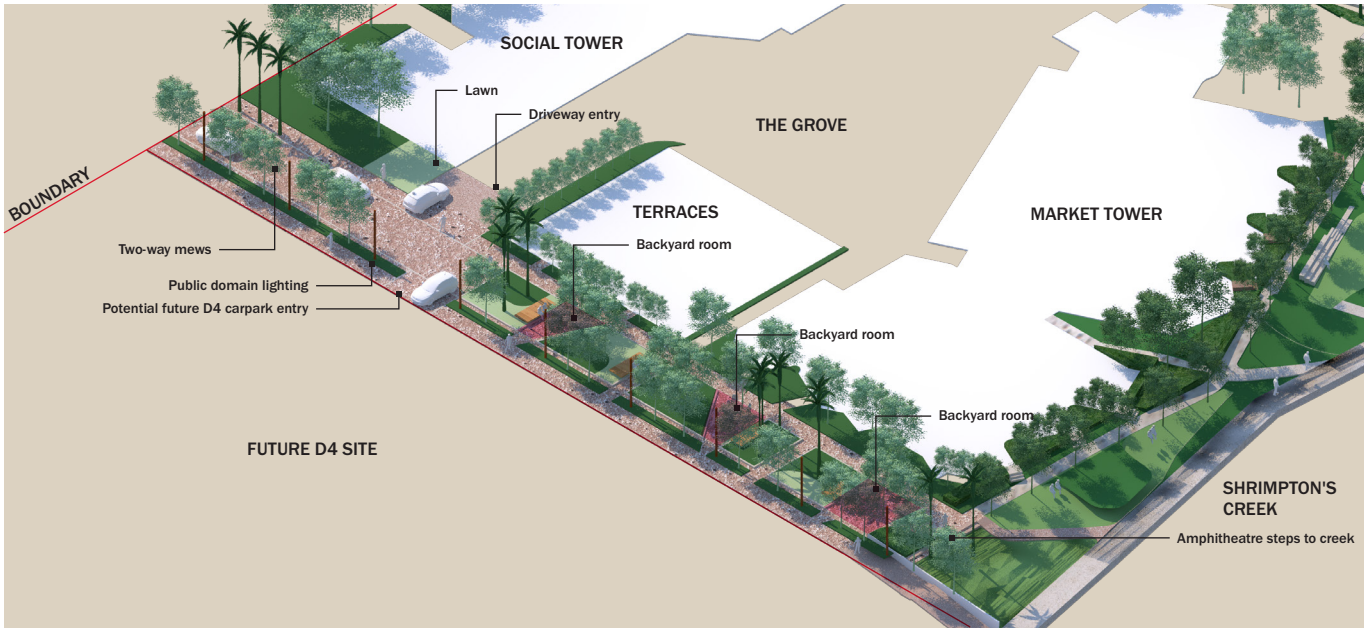 SOCIAL TOWER
Lawn
Driveway entry
THE GROVE
BOUNDARY
TERRACES
MARKET TOWER
Two-way mews
Backyard room
Public domain lighting
Potential future D4 carpark entry
Backyard room
Backyard room
FUTURE D4 SITE
SHRIMPTON'S
CREEK
Amphitheatre steps to creek